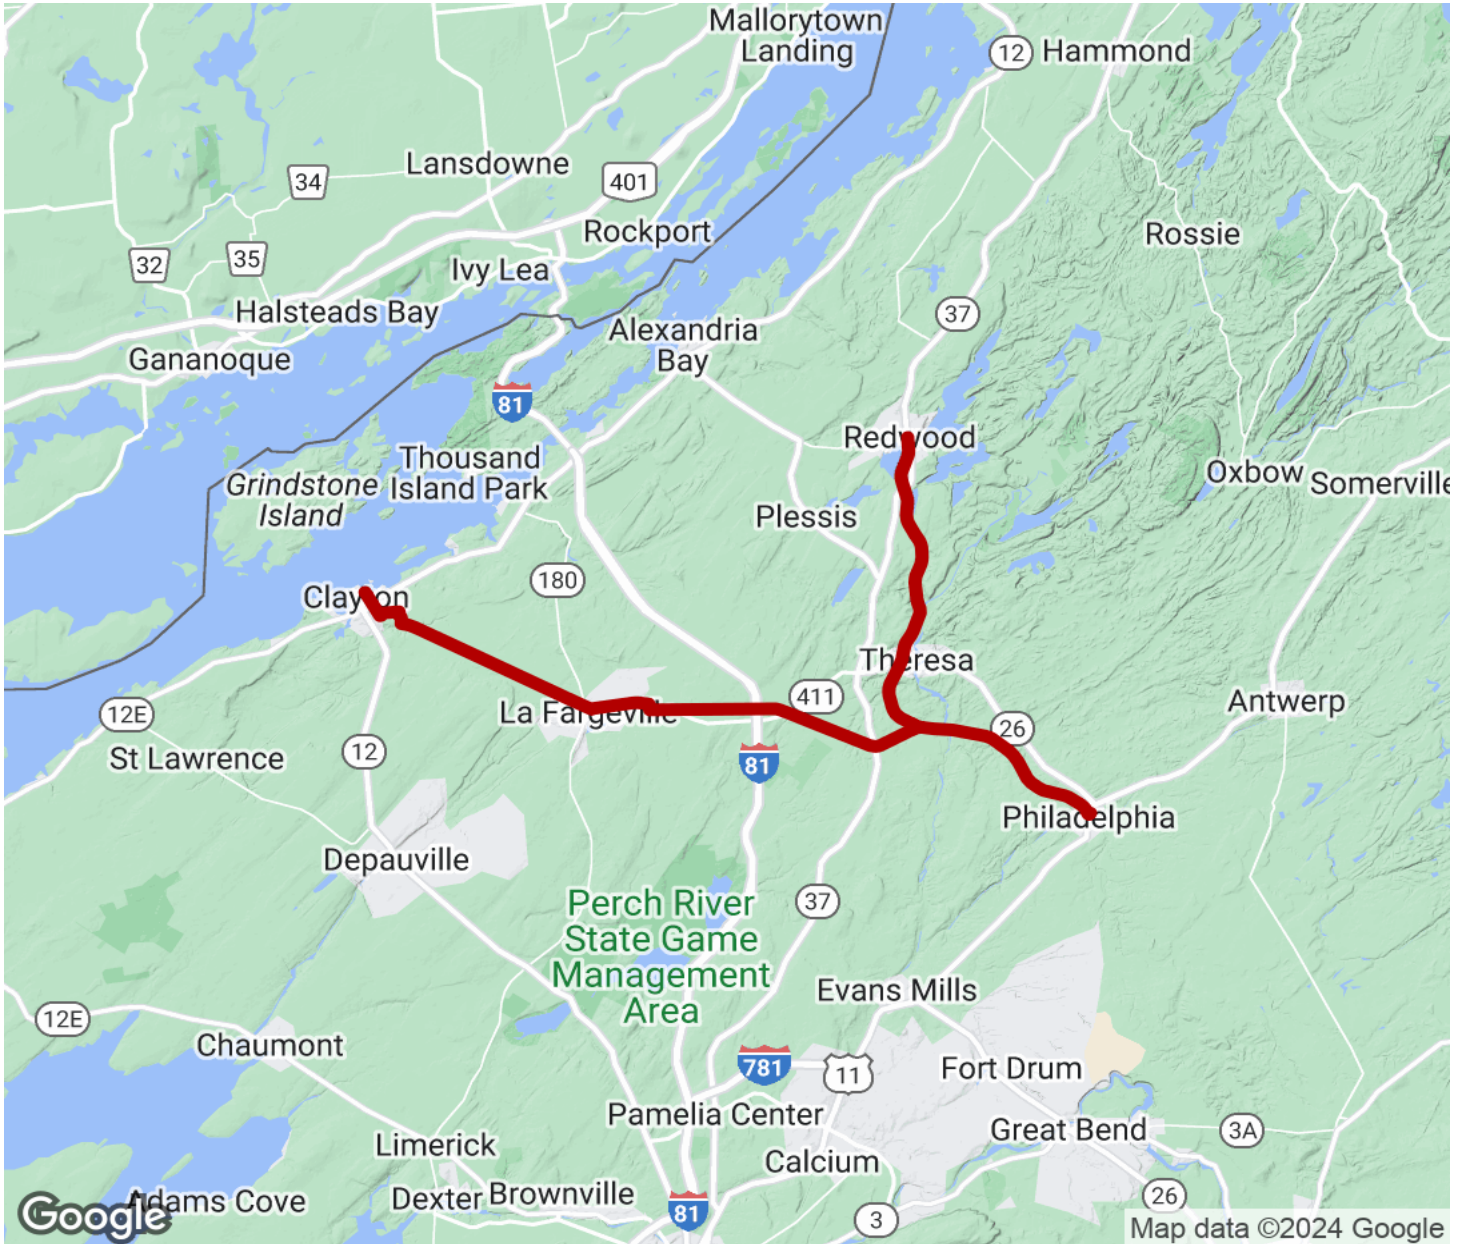 Mallorytown
Landing
12
Hammond
Lansdowne
34
401
Rockport
Rossie
32
35
Ivy Lea
Halsteads Bay
37
Alexandria
Bay
Gananoque
81
Redwood
Thousand
Island Park
Grindstone
Island
Oxbow
Somerville
Plessis
180
Clayton
Theresa
411
Antwerp
12E
La Fargeville
26
St Lawrence
12
81
Philadelphia
Depauville
37
Perch River
State Game
Management
Area
Evans Mills
12E
Chaumont
781
11
Fort Drum
Pamelia Center
Great Bend
3A
Limerick
Calcium
Adams Cove
Dexter
Brownville
26
81
3
Google
Map data ©2024 Google